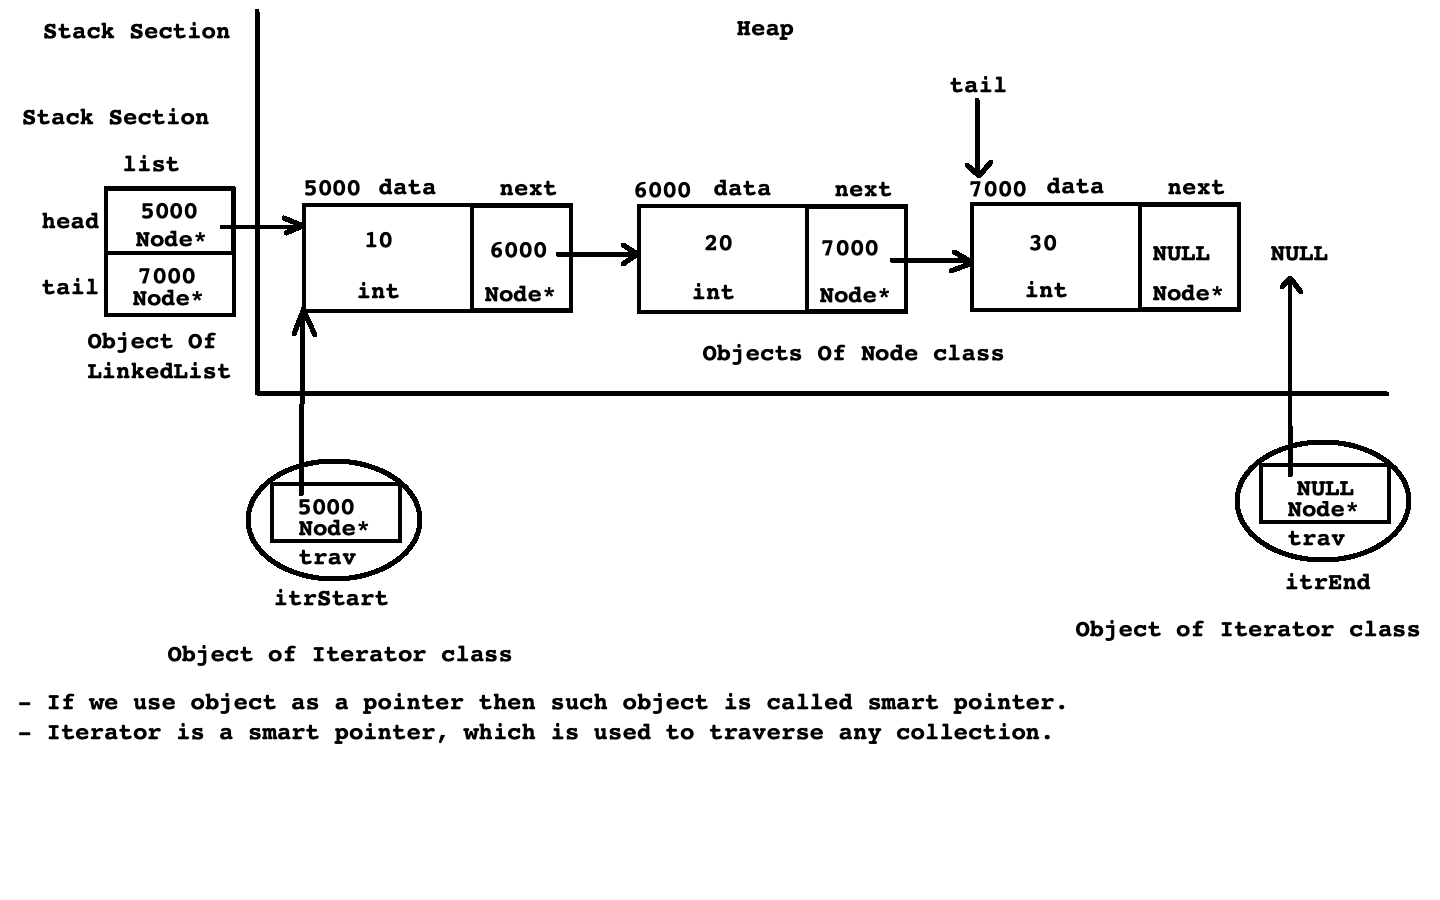 Stack Section
Heap
tail
Stack Section
list
5000 data next
6000 data next
7000 data next
head
5000
Node*
tail
7000
Node*
10
int
6000
Node*
20
int
7000
Node*
30
int
NULL
Node*
NULL
Object Of
LinkedList
Objects Of Node class
5000
Node*
trav
itrStart
Object of Iterator class
NULL
Node*
trav
itrEnd
Object of Iterator class
- If we use object as a pointer then such object is called smart pointer.
- Iterator is a smart pointer, which is used to traverse any collection.